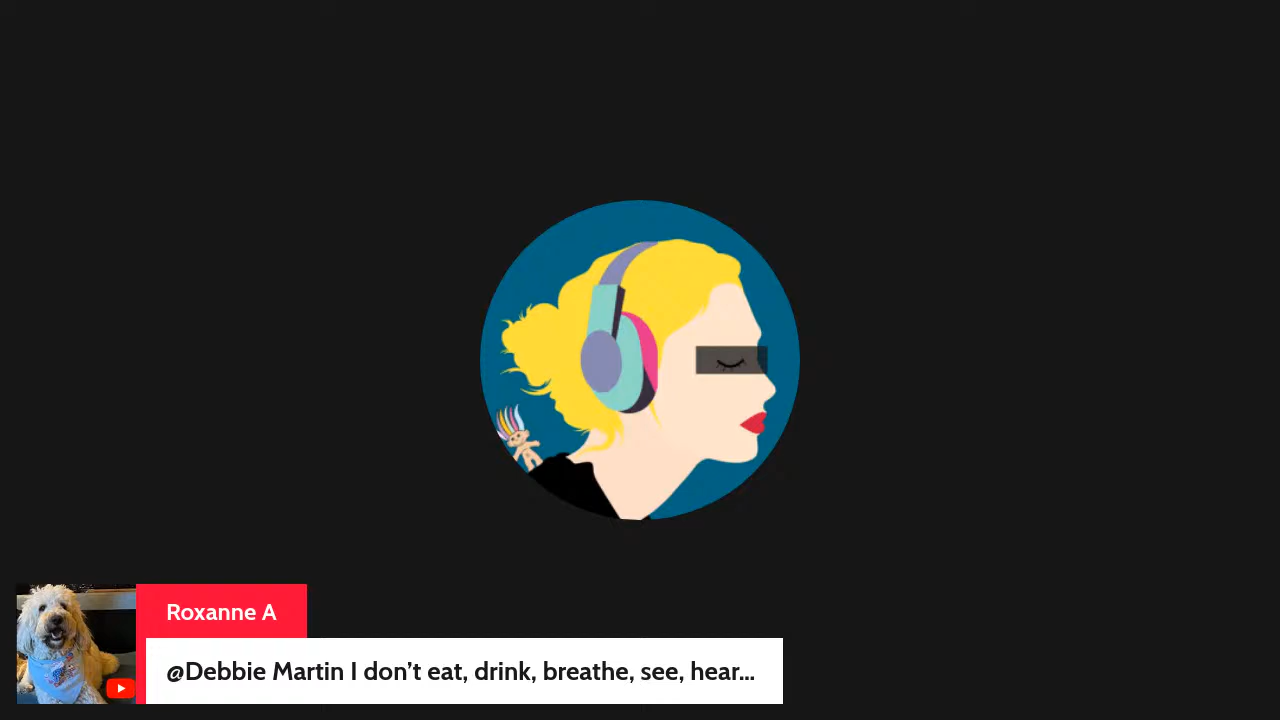 Roxanne A
@Debbie Martin I don’t eat, drink, breathe, see, hear...